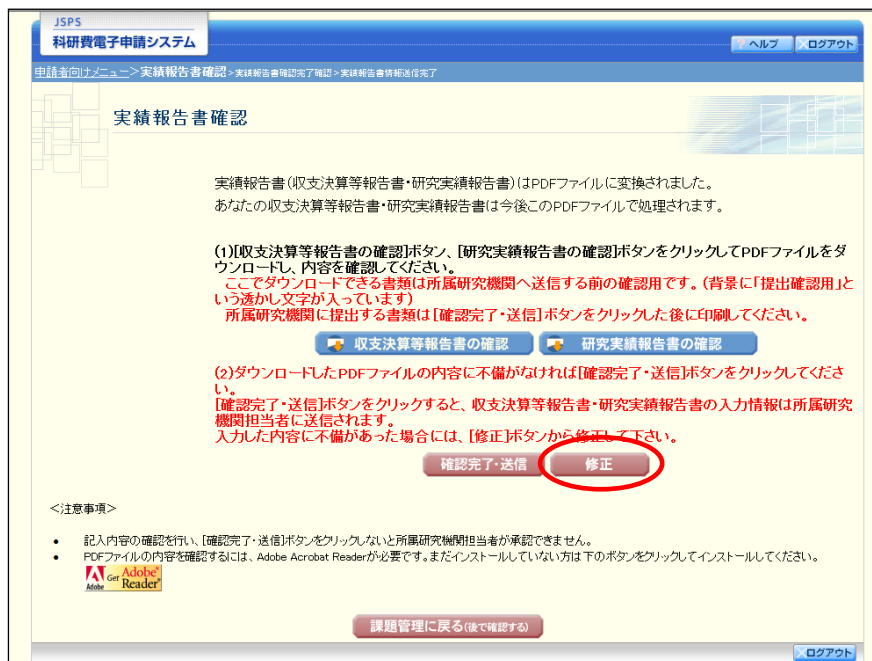 JSPS
科研費電子申請システム
? ヘルプ
×ログアウト
申請者向けメニュー>実績報告書確認>実績報告書確認完了確認>実績報告書情報送信完了
実績報告書確認
実績報告書(収支決算等報告書・研究実績報告書)はPDFファイルに変換されました。
あなたの収支決算等報告書・研究実績報告書は今後このPDFファイルで処理されます。
(1)[収支決算等報告書の確認]ボタン、[研究実績報告書の確認]ボタンをクリックしてPDFファイルをダ
ウンロードし、内容を確認してください。
ここでダウンロードできる書類は所属研究機関へ送信する前の確認用です。(背景に「提出確認用」と
いう透かし文字が入っています)
所属研究機関に提出する書類は[確認完了・送信]ボタンをクリックした後に印刷してください。
収支決算等報告書の確認
研究実績報告書の確認
(2)ダウンロードしたPDFファイルの内容に不備がなければ[確認完了・送信]ボタンをクリックしてくださ
い。
[確認完了・送信]ボタンをクリックすると、収支決算等報告書・研究実績報告書の入力情報は所属研究
機関担当者に送信されます。
入力した内容に不備があった場合には、[修正]ボタンから修正して下さい。
確認完了・送信
修正
<注意事項>
● 記入内容の確認を行い、[確認完了・送信]ボタンをクリックしないと所属研究機関担当者が承認できません。
● PDFファイルの内容を確認するには、Adobe Acrobat Readerが必要です。まだインストールしていない方は下のボタンをクリックしてインストールしてください。
Adobe
Get Adobe®
Reader®
課題管理に戻る(後で確認する)
×ログアウト